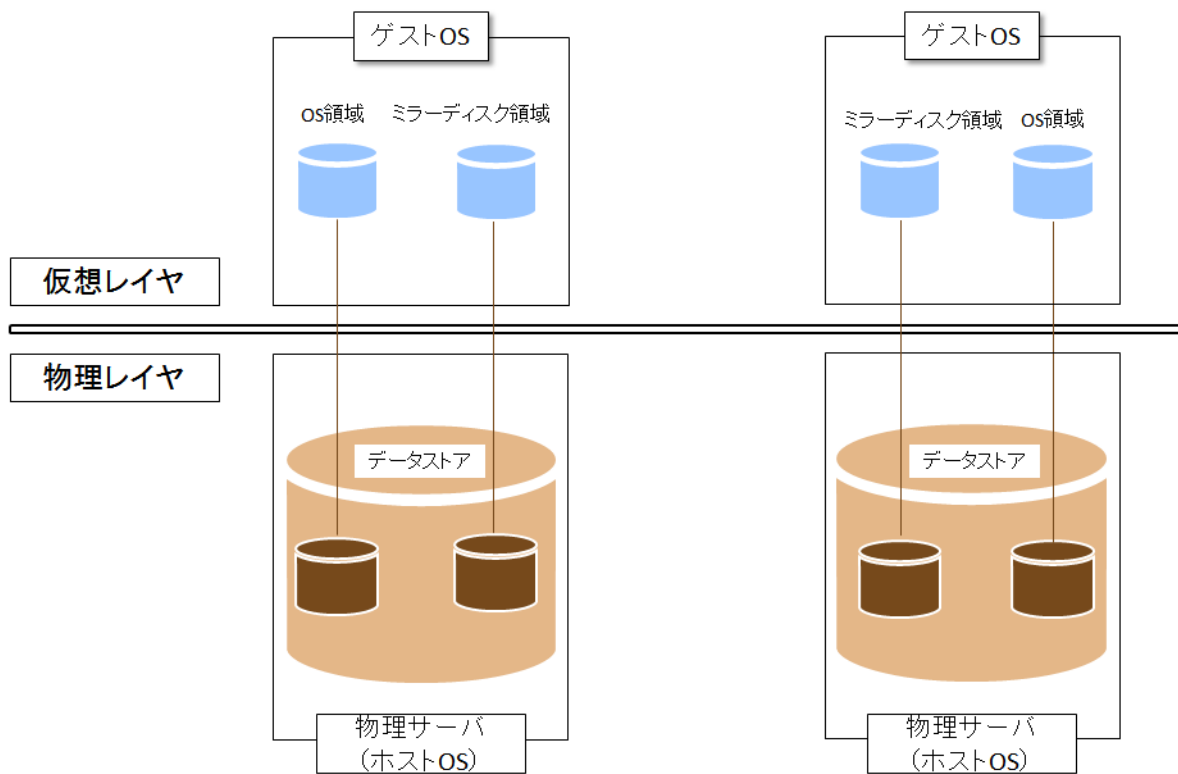 ゲストOS
ゲストOS
OS領域 ミラーディスク領域
ミラーディスク領域 OS領域
仮想レイヤ
物理レイヤ
データストア
データストア
物理サーバ
(ホストOS)
物理サーバ
(ホストOS)